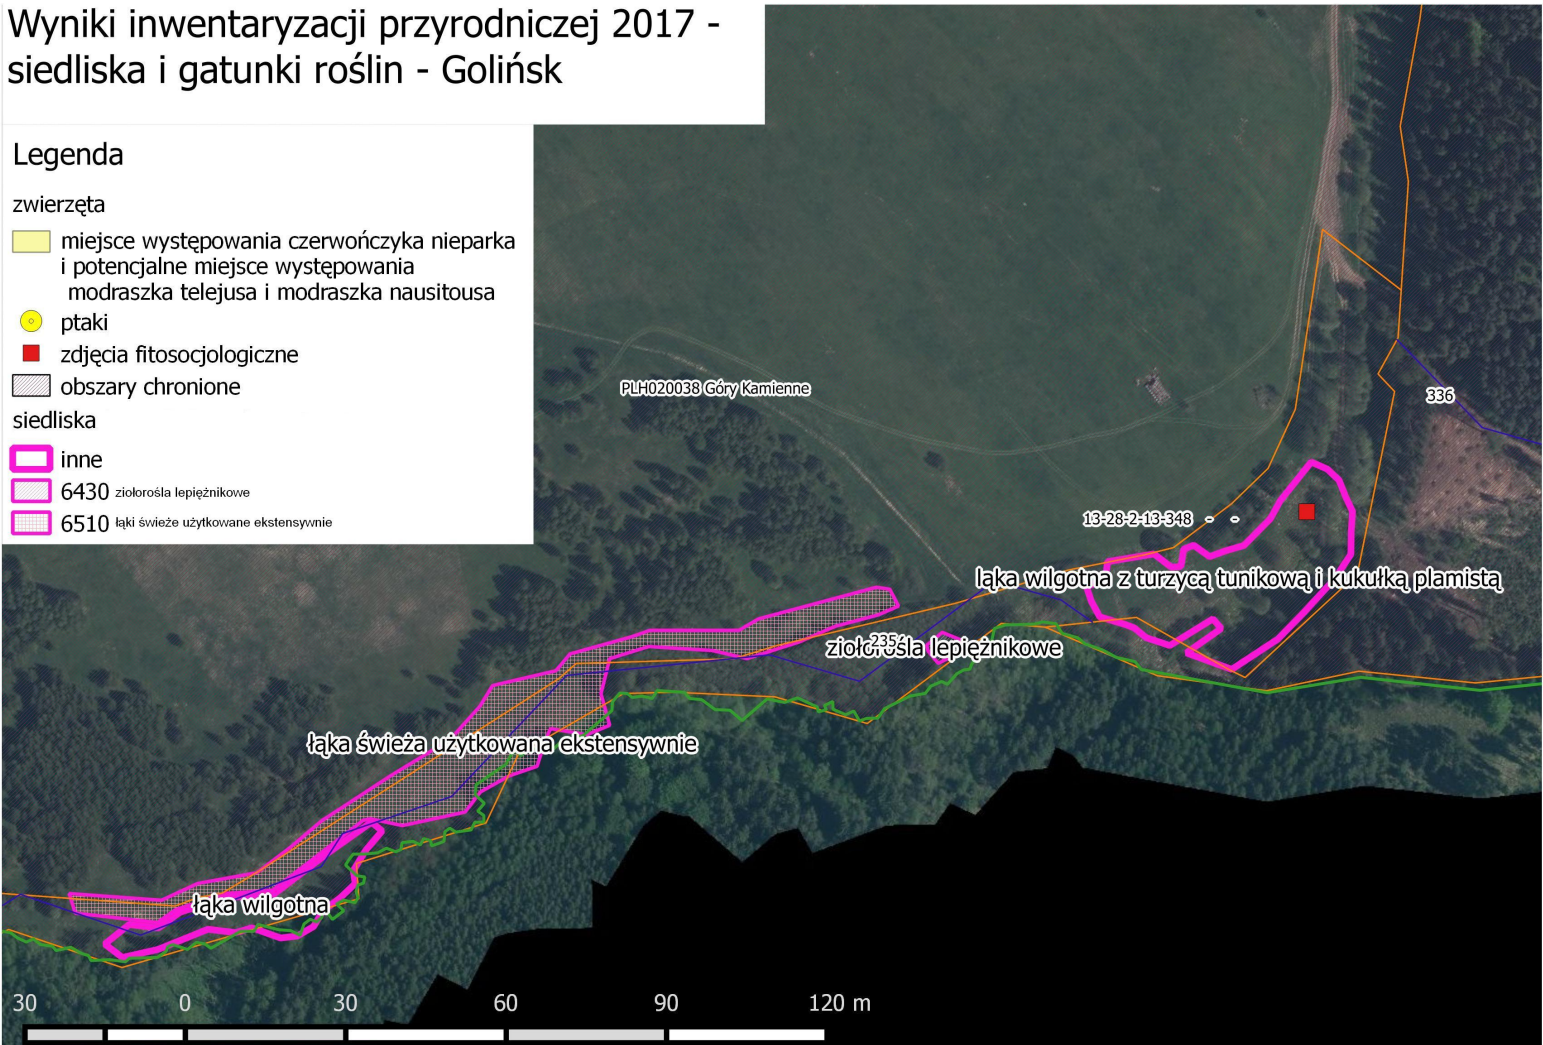 Wyniki inwentaryzacji przyrodniczej 2017 -
siedliska i gatunki roślin - Golińsk
Legenda
zwierzęta
miejsce występowania czerwończyka nieparka
i potencjalne miejsce występowania
modraszka telejusa i modraszka nausitousa
ptaki
zdjęcia fitosocjologiczne
obszary chronione
siedliska
inne
6430 ziołorośla lepiężnikowe
6510 łąki świeże użytkowane ekstensywnie
PLH020038 Góry Kamienne
336
13-28-2-13-348 - -
ląka wilgotna z turzycą tunikową i kukułką plamistą
ziołorośla lepiężnikowe
łąka świeża użytkowana ekstensywnie
łąka wilgotna
30 0 30 60 90 120 m